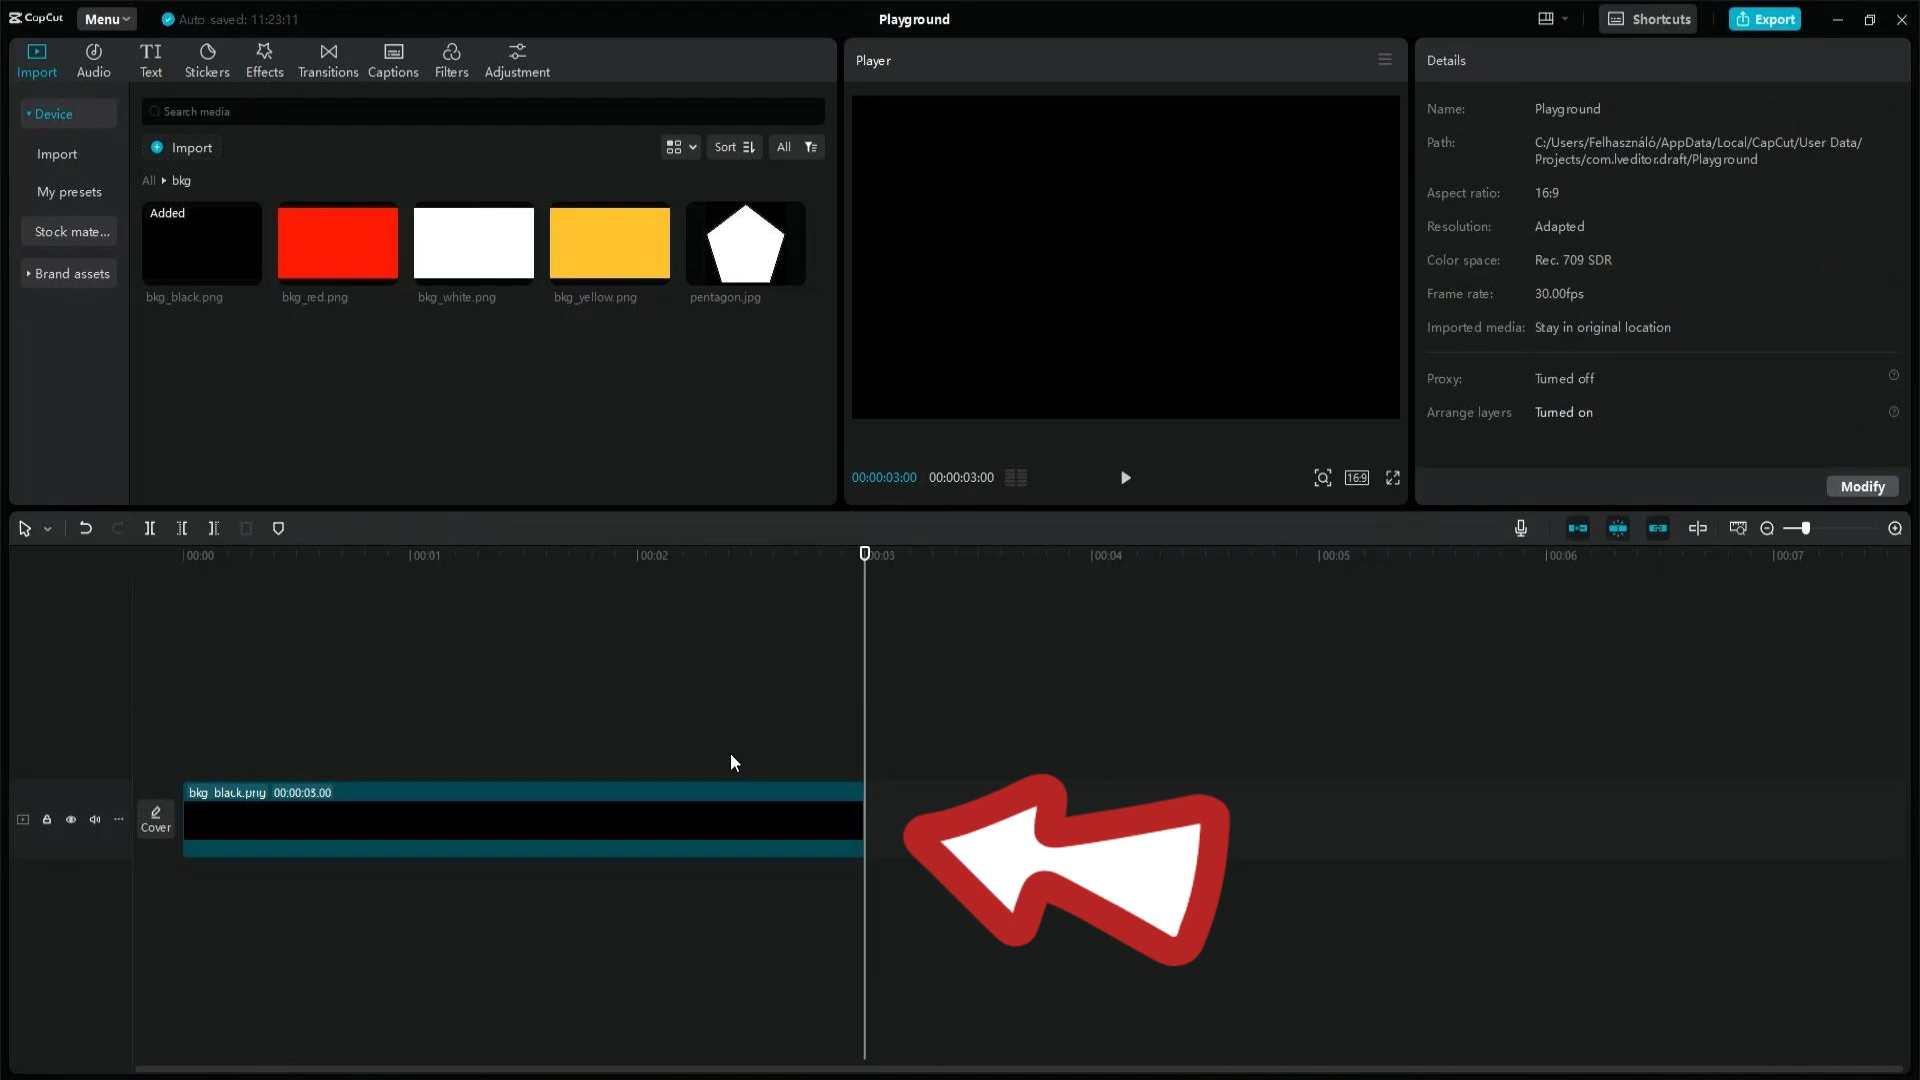 CapCut
Menu
Auto saved: 11:23:11
Playground
Shortcuts
Export
Import
Audio
TI
Text
Stickers
Effects
Transitions
Captions
Filters
Adjustment
Player
Details
Device
Import
My presets
Stock mate...
Brand assets
Search media
Import
Sort
All
All
bkg
Added
bkg_black.png
bkg_red.png
bkg_white.png
bkg_yellow.png
pentagon.jpg
00:00:03:00
00:00:03:00
16:9
Name: Playground
Path: C:/Users/Felhasználó/AppData/Local/CapCut/User Data/
Projects/com.lveditor.draft/Playground
Aspect ratio: 16:9
Resolution: Adapted
Color space: Rec. 709 SDR
Frame rate: 30.00fps
Imported media: Stay in original location
Proxy: Turned off
Arrange layers Turned on
Modify
00:00
00:01
00:02
00:03
00:04
00:05
00:06
00:07
bkg_black.png 00:00:03:00
Cover